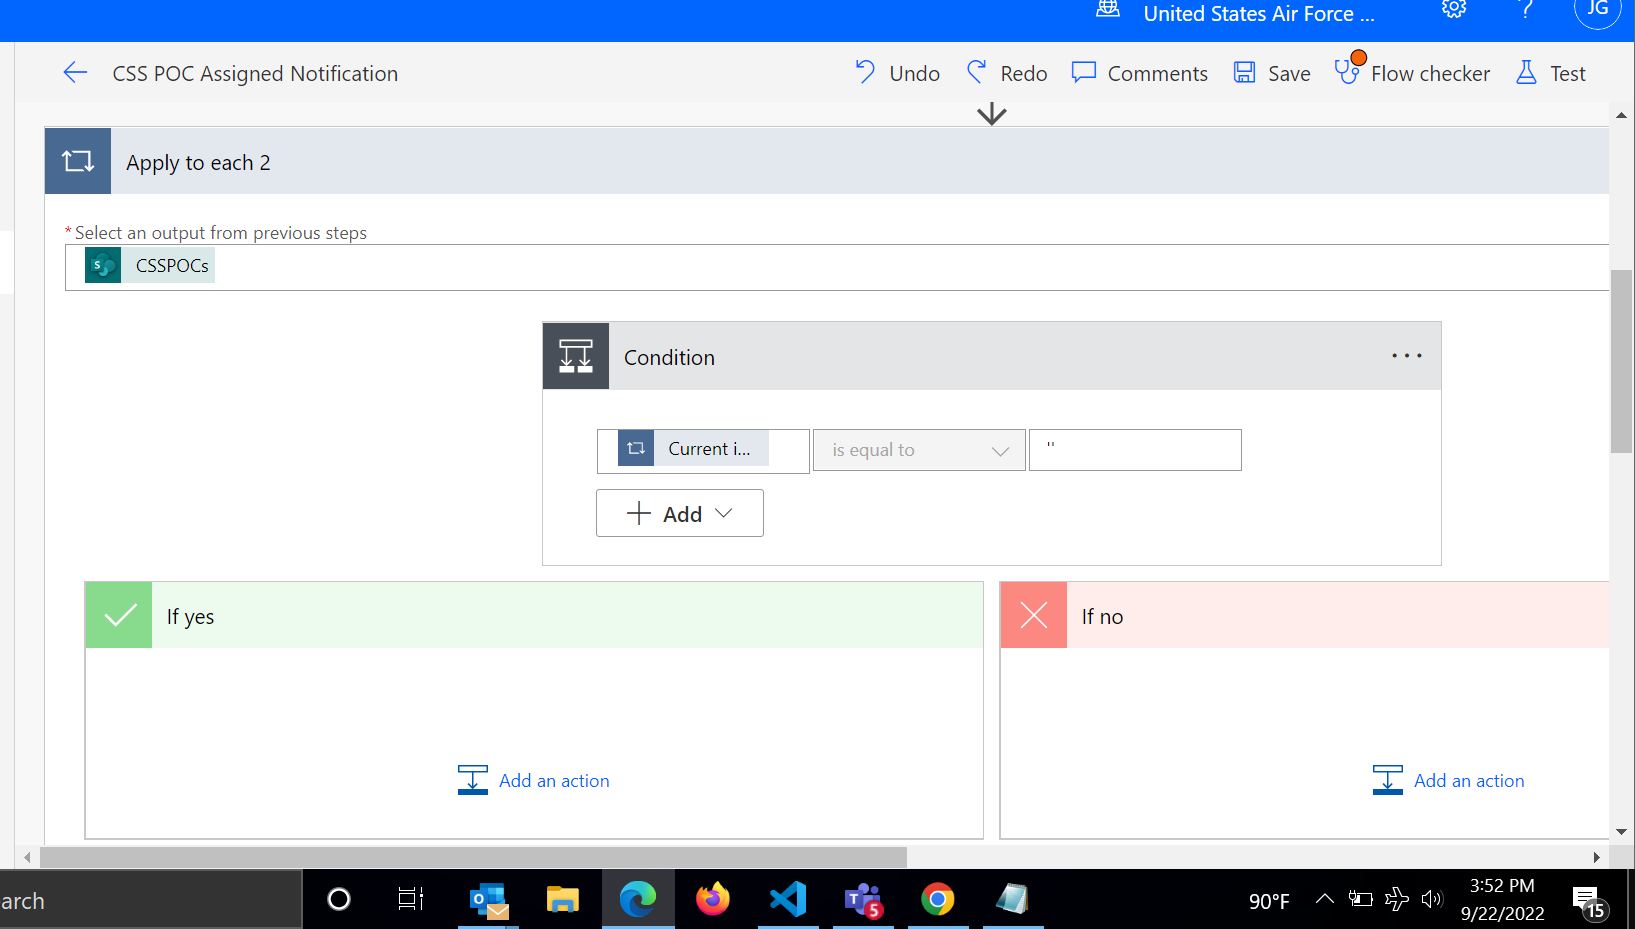 United States Air Force ...
JG
CSS POC Assigned Notification
Undo
Redo
Comments
Save
Flow checker
Test
Apply to each 2
* Select an output from previous steps
S
CSSPOCs
Condition
...
Current i...
is equal to
''
Add
If yes
If no
Add an action
Add an action
arch
5
90°F
3:52 PM
9/22/2022
15